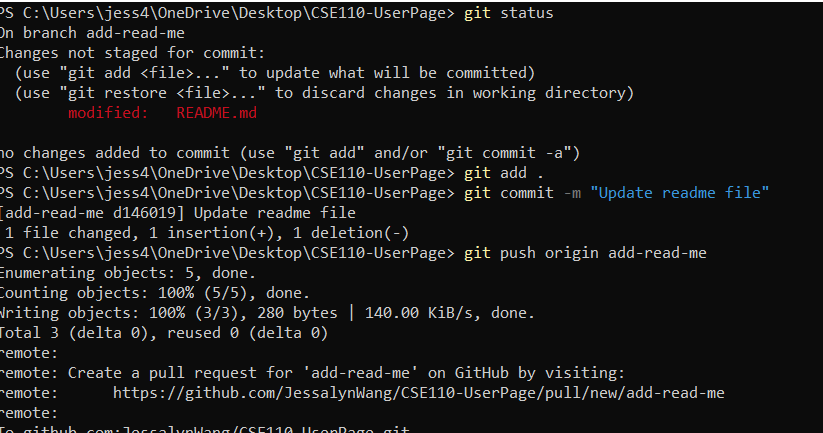 PS C:\Users\jess4\OneDrive\Desktop\CSE110-UserPage> git status
On branch add-read-me
Changes not staged for commit:
  (use "git add <file>..." to update what will be committed)
  (use "git restore <file>..." to discard changes in working directory)
        modified:   README.md

no changes added to commit (use "git add" and/or "git commit -a")
PS C:\Users\jess4\OneDrive\Desktop\CSE110-UserPage> git add .
PS C:\Users\jess4\OneDrive\Desktop\CSE110-UserPage> git commit -m "Update readme file"
[add-read-me d146019] Update readme file
 1 file changed, 1 insertion(+), 1 deletion(-)
PS C:\Users\jess4\OneDrive\Desktop\CSE110-UserPage> git push origin add-read-me
Enumerating objects: 5, done.
Counting objects: 100% (5/5), done.
Writing objects: 100% (3/3), 280 bytes | 140.00 KiB/s, done.
Total 3 (delta 0), reused 0 (delta 0)
remote:
remote: Create a pull request for 'add-read-me' on GitHub by visiting:
remote:      https://github.com/JessalynWang/CSE110-UserPage/pull/new/add-read-me
remote:
To github.com:JessalynWang/CSE110-UserPage.git